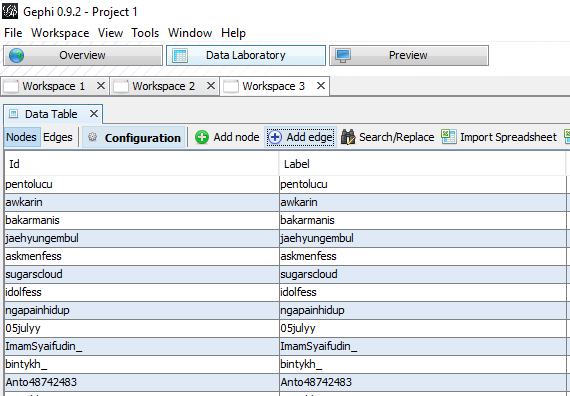 Gephi 0.9.2 - Project 1
File Workspace View Tools Window Help
Overview Data Laboratory Preview
Workspace 1 Workspace 2 Workspace 3
Data Table
Nodes Edges Configuration Add node Add edge Search/Replace Import Spreadsheet
Id Label
pentolucu pentolucu
awkarin awkarin
bakarmanis bakarmanis
jaehyungembul jaehyungembul
askmenfess askmenfess
sugarscloud sugarscloud
idolfess idolfess
ngapainhidup ngapainhidup
05julyy 05julyy
ImamSyaifudin_ ImamSyaifudin_
bintykh_ bintykh_
Anto48742483 Anto48742483